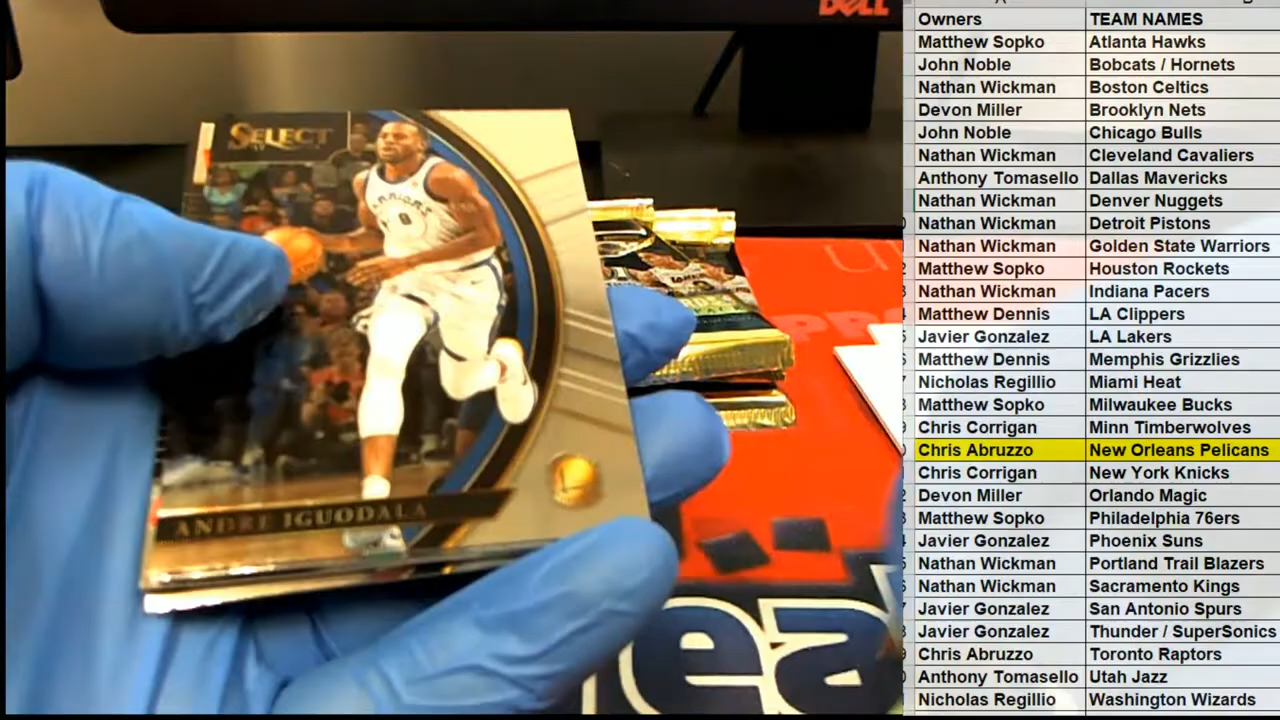 DELL
SELECT
WARRIORS
ANDRE IGUODALA
ea
Owners TEAM NAMES
Matthew Sopko Atlanta Hawks
John Noble Bobcats / Hornets
Nathan Wickman Boston Celtics
Devon Miller Brooklyn Nets
John Noble Chicago Bulls
Nathan Wickman Cleveland Cavaliers
Anthony Tomasello Dallas Mavericks
Nathan Wickman Denver Nuggets
Nathan Wickman Detroit Pistons
Nathan Wickman Golden State Warriors
Matthew Sopko Houston Rockets
Nathan Wickman Indiana Pacers
Matthew Dennis LA Clippers
Javier Gonzalez LA Lakers
Matthew Dennis Memphis Grizzlies
Nicholas Regillio Miami Heat
Matthew Sopko Milwaukee Bucks
Chris Corrigan Minn Timberwolves
Chris Abruzzo New Orleans Pelicans
Chris Corrigan New York Knicks
Devon Miller Orlando Magic
Matthew Sopko Philadelphia 76ers
Javier Gonzalez Phoenix Suns
Nathan Wickman Portland Trail Blazers
Nathan Wickman Sacramento Kings
Javier Gonzalez San Antonio Spurs
Javier Gonzalez Thunder / SuperSonics
Chris Abruzzo Toronto Raptors
Anthony Tomasello Utah Jazz
Nicholas Regillio Washington Wizards